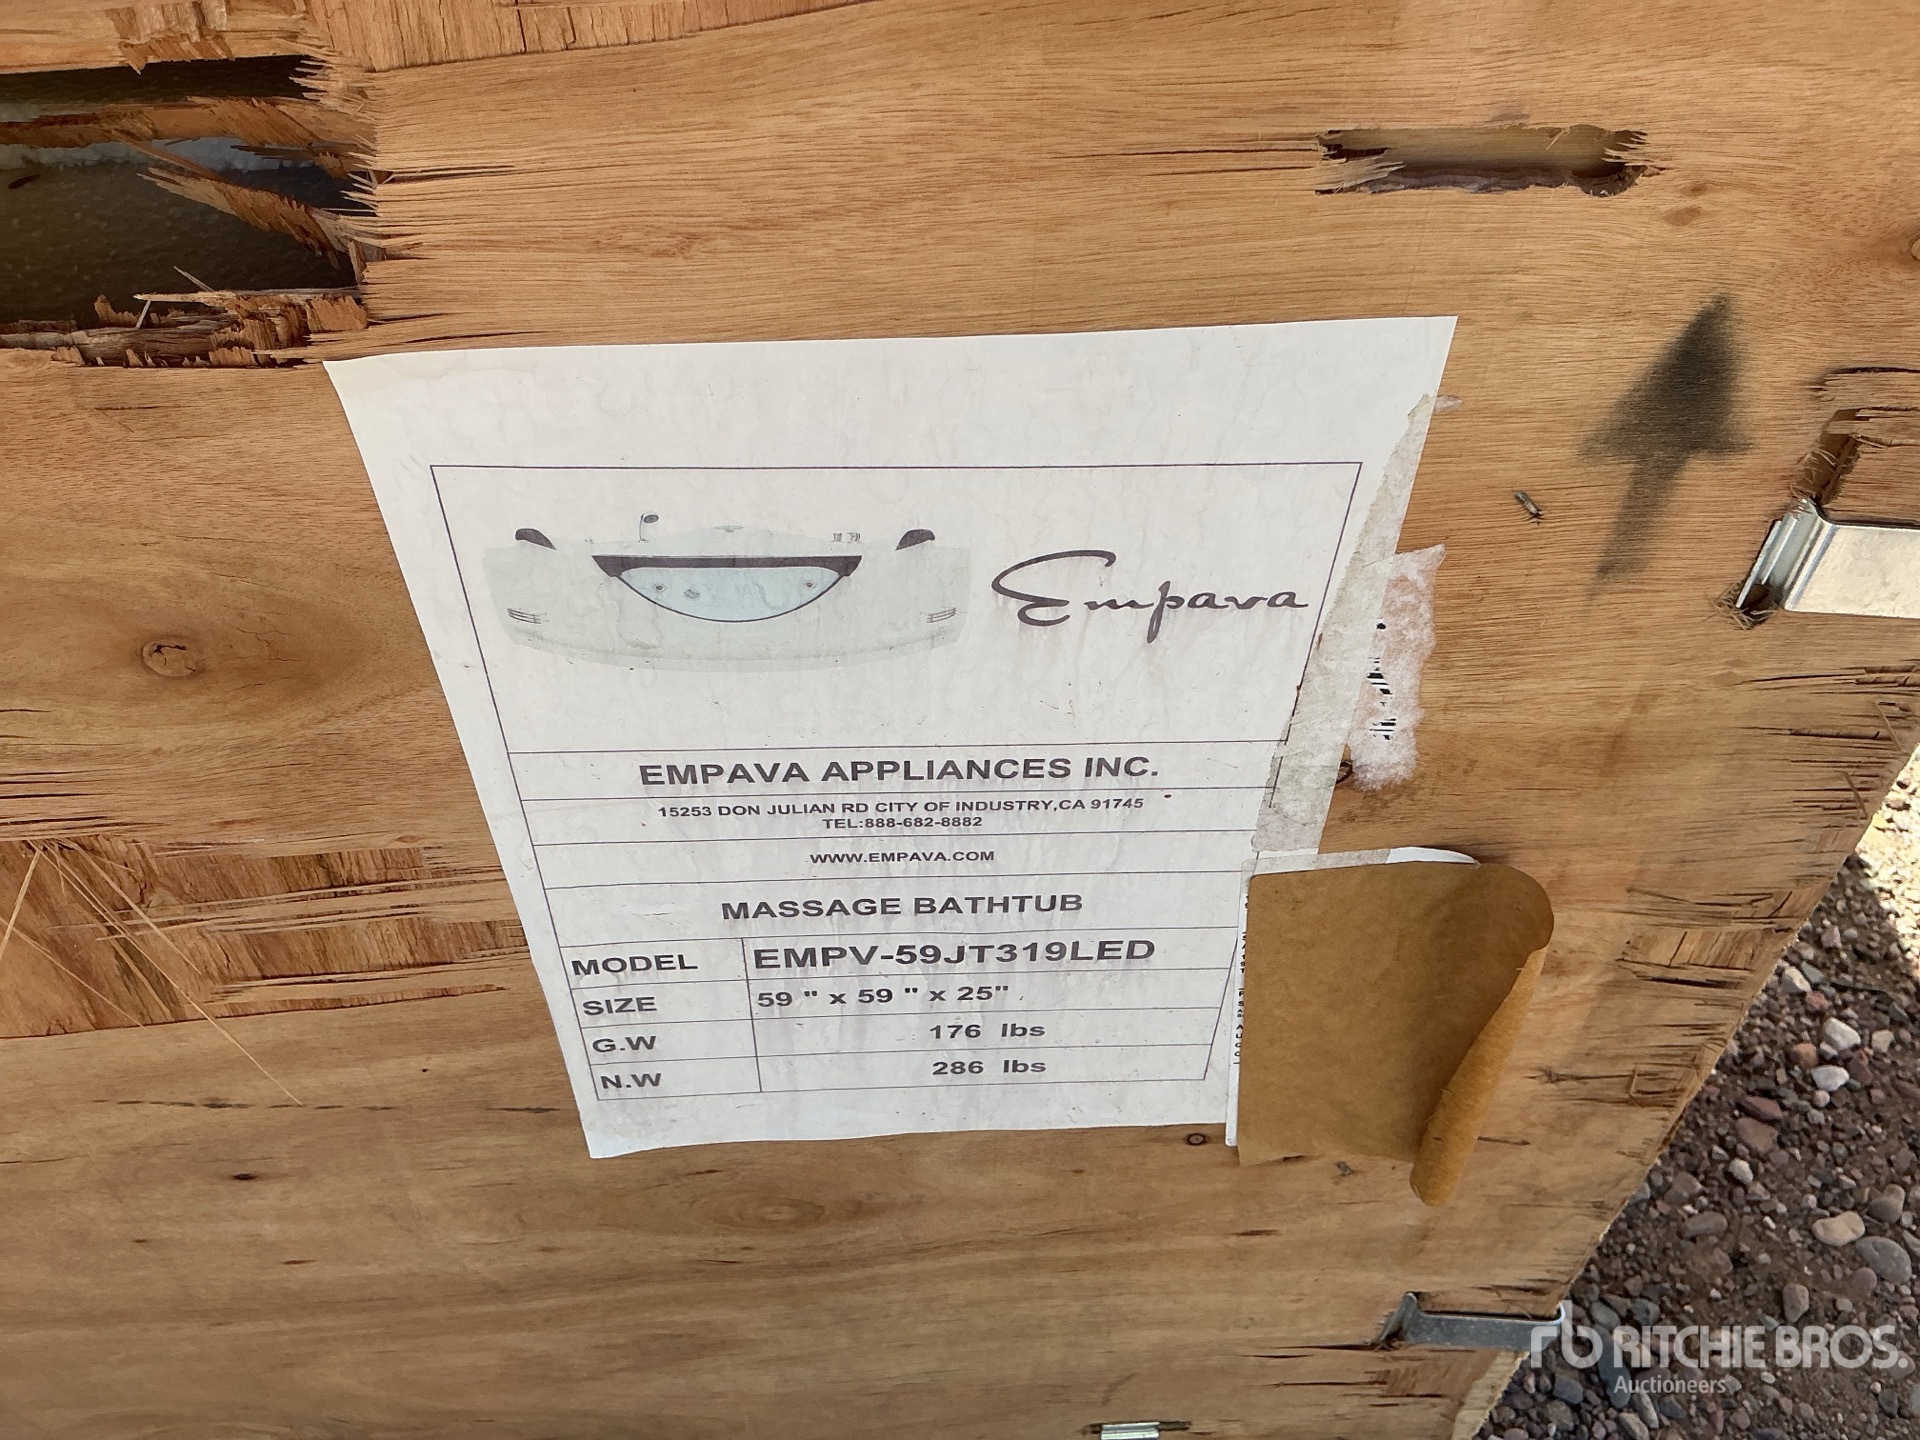 Empava
EMPAVA APPLIANCES INC.
15253 DON JULIAN RD CITY OF INDUSTRY,CA 91745
TEL:888-682-8882
WWW.EMPAVA.COM
MASSAGE BATHTUB
MODEL EMPV-59JT319LED
SIZE 59 " x 59 " x 25"
G.W 176 lbs
N.W 286 lbs
rb RITCHIE BROS.
Auctioneers